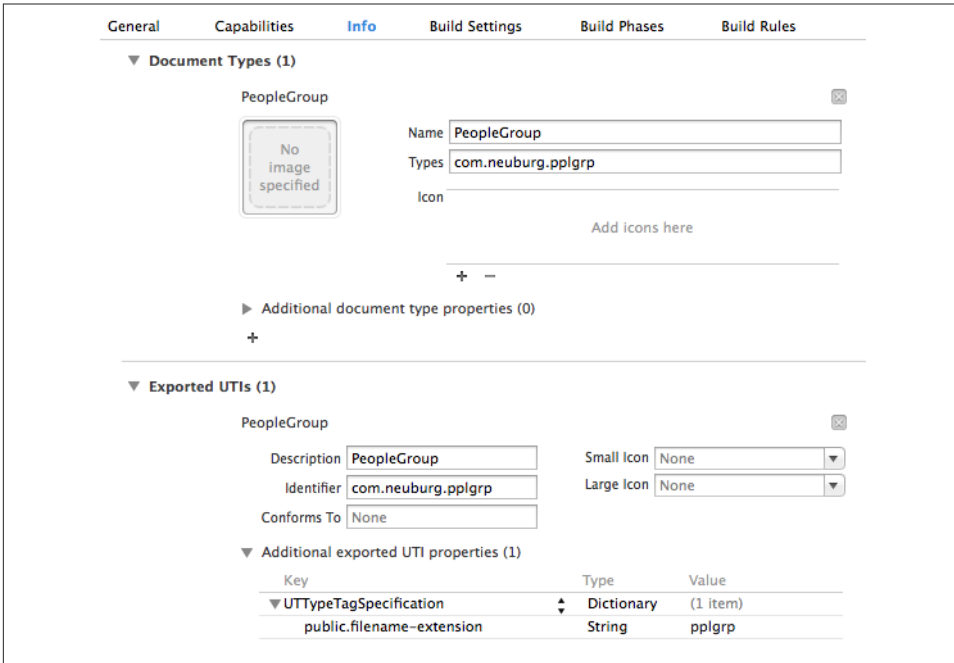 General Capabilities Info Build Settings Build Phases Build Rules
Document Types (1)
PeopleGroup
No image specified
Name PeopleGroup
Types com.neuburg.pplgrp
Icon
Add icons here
Additional document type properties (0)
Exported UTIs (1)
PeopleGroup
Description PeopleGroup Small Icon None
Identifier com.neuburg.pplgrp Large Icon None
Conforms To None
Additional exported UTI properties (1)
Key Type Value
UTTypeTagSpecification Dictionary (1 item)
public.filename-extension String pplgrp